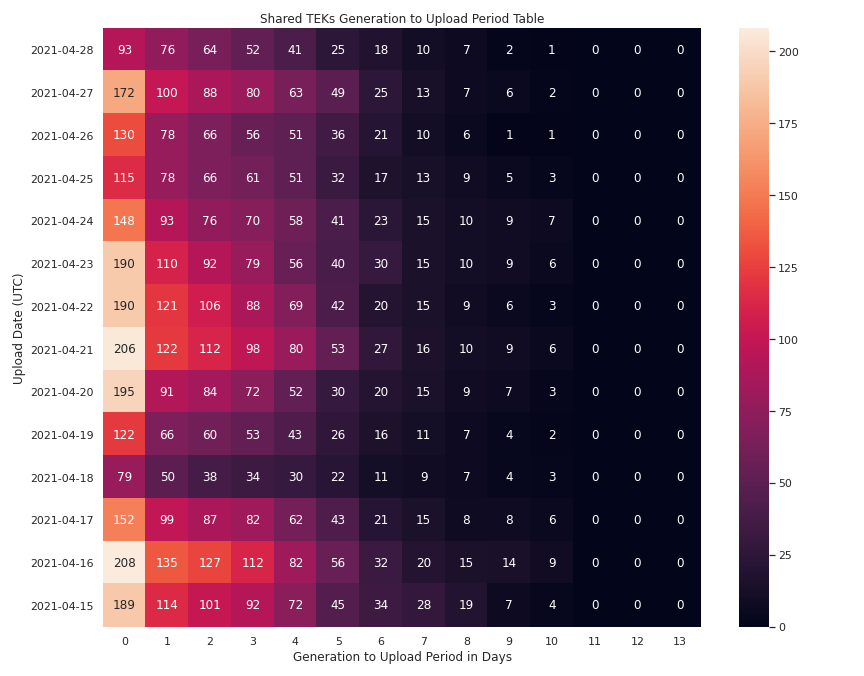 Shared TEKs Generation to Upload Period Table
2021-04-28 93 76 64 52 41 25 18 10 7 2 1 0 0 0
2021-04-27 172 100 88 80 63 49 25 13 7 6 2 0 0 0
2021-04-26 130 78 66 56 51 36 21 10 6 1 1 0 0 0
2021-04-25 115 78 66 61 51 32 17 13 9 5 3 0 0 0
2021-04-24 148 93 76 70 58 41 23 15 10 9 7 0 0 0
2021-04-23 190 110 92 79 56 40 30 15 10 9 6 0 0 0
2021-04-22 190 121 106 88 69 42 20 15 9 6 3 0 0 0
2021-04-21 206 122 112 98 80 53 27 16 10 9 6 0 0 0
2021-04-20 195 91 84 72 52 30 20 15 9 7 3 0 0 0
2021-04-19 122 66 60 53 43 26 16 11 7 4 2 0 0 0
2021-04-18 79 50 38 34 30 22 11 9 7 4 3 0 0 0
2021-04-17 152 99 87 82 62 43 21 15 8 8 6 0 0 0
2021-04-16 208 135 127 112 82 56 32 20 15 14 9 0 0 0
2021-04-15 189 114 101 92 72 45 34 28 19 7 4 0 0 0
0 1 2 3 4 5 6 7 8 9 10 11 12 13
Generation to Upload Period in Days
Upload Date (UTC)
200
175
150
125
100
75
50
25
0